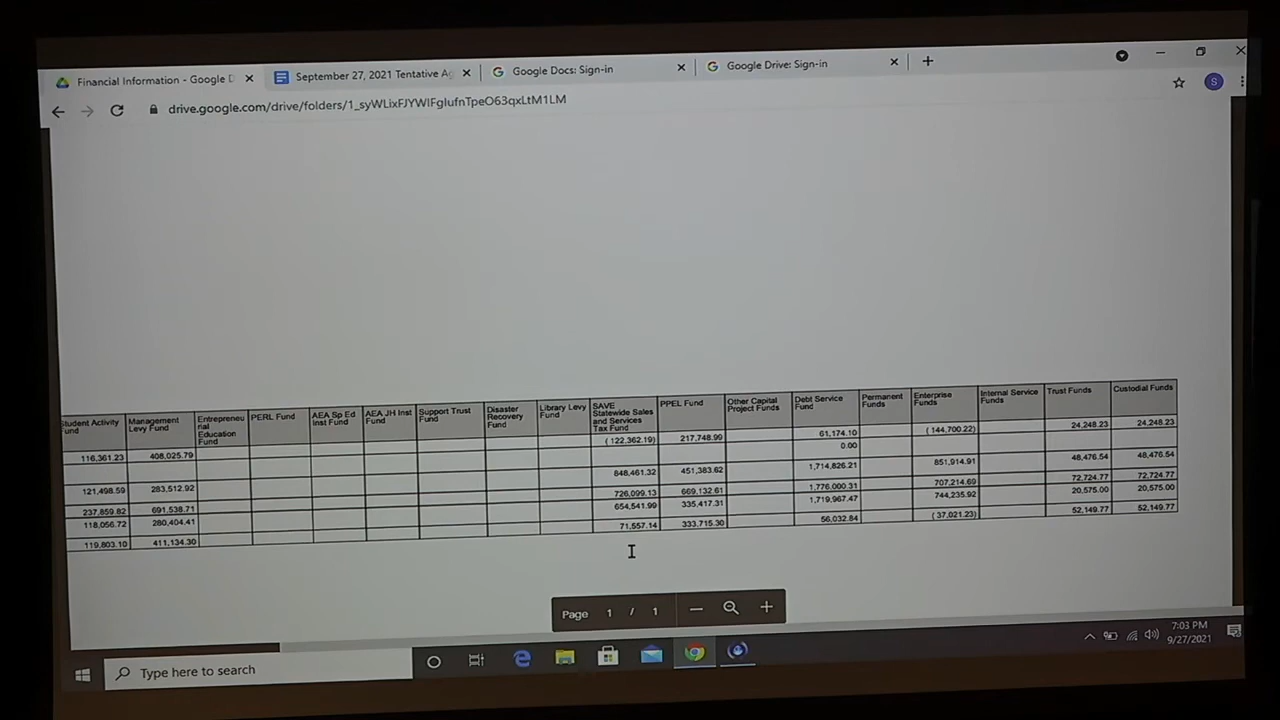 Financial Information - Google D
September 27, 2021 Tentative Ag
Google Docs: Sign-in
Google Drive: Sign-in
drive.google.com/drive/folders/1_syWLixFJYWlFglufnTpeO63qxLtM1LM
S
Student Activity Fund
Management Levy Fund
Entrepreneurial Education Fund
PERL Fund
AEA Sp Ed Inst Fund
AEA JH Inst Fund
Support Trust Fund
Disaster Recovery Fund
Library Levy Fund
SAVE Statewide Sales and Services Tax Fund
PPEL Fund
Other Capital Project Funds
Debt Service Fund
Permanent Funds
Enterprise Funds
Internal Service Funds
Trust Funds
Custodial Funds
116,361.23 408,025.79 (122,362.19) 217,748.99 61,174.10 (144,700.22) 24,248.23 24,248.23
0.00
121,498.59 283,512.92 848,461.32 451,383.62 1,714,826.21 851,914.91 48,476.54 48,476.54
237,859.82 691,538.71 726,099.13 669,132.61 1,776,000.31 707,214.69 72,724.77 72,724.77
118,056.72 280,404.41 654,541.99 335,417.31 1,719,967.47 744,235.92 20,575.00 20,575.00
119,803.10 411,134.30 71,557.14 333,715.30 56,032.84 (37,021.23) 52,149.77 52,149.77
Page 1 / 1
Type here to search
7:03 PM
9/27/2021